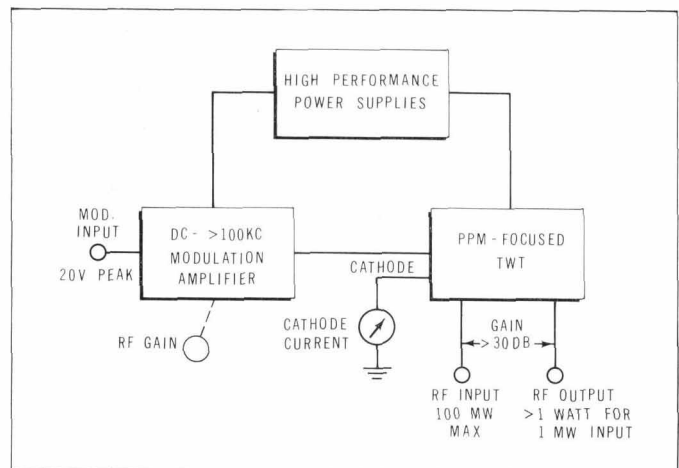 HIGH PERFORMANCE
POWER SUPPLIES
MOD.
INPUT
20V PEAK
DC- >100KC
MODULATION
AMPLIFIER
RF GAIN
CATHODE
CATHODE
CURRENT
PPM-FOCUSED
TWT
GAIN
>30DB
RF INPUT
100 MW
MAX
RF OUTPUT
>1 WATT FOR
1 MW INPUT